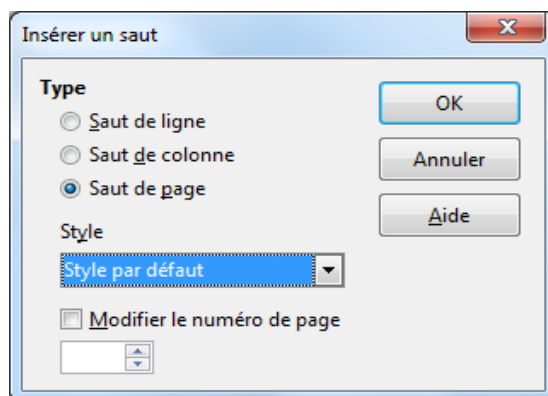 Insérer un saut
Type
Saut de ligne
Saut de colonne
Saut de page
Style
Style par défaut
Modifier le numéro de page
OK
Annuler
Aide